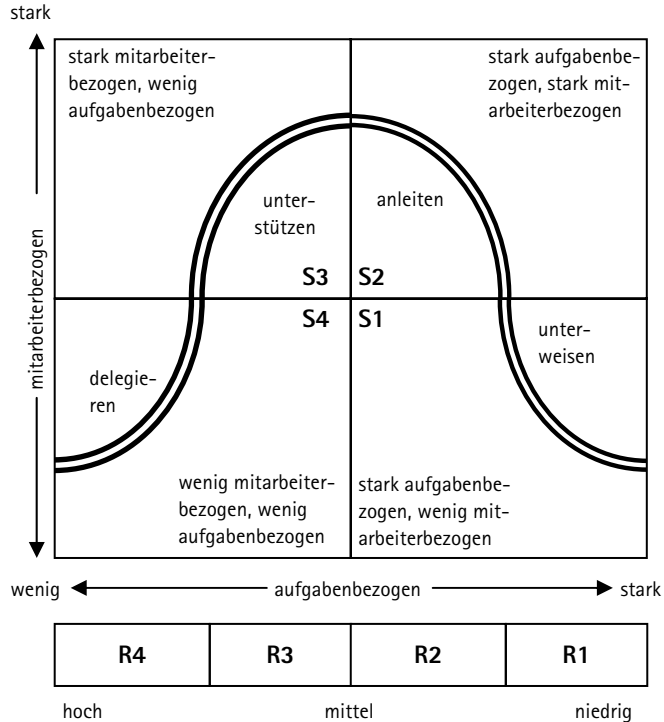 stark
stark mitarbeiter-
bezogen, wenig
aufgabenbezogen
stark aufgabenbe-
zogen, stark mit-
arbeiterbezogen
unter-
stützen
anleiten
S3
S2
mitarbeiterbezogen
S4
S1
unter-
weisen
delegie-
ren
wenig mitarbeiter-
bezogen, wenig
aufgabenbezogen
stark aufgabenbe-
zogen, wenig mit-
arbeiterbezogen
wenig
aufgabenbezogen
stark
R4
R3
R2
R1
hoch
mittel
niedrig